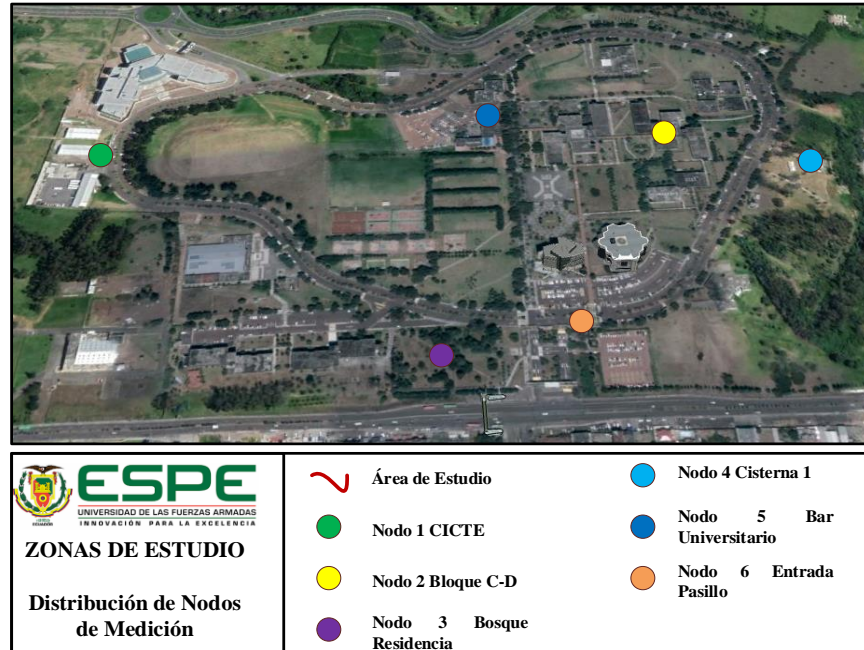 ESPE
UNIVERSIDAD DE LAS FUERZAS ARMADAS
INNOVACIÓN PARA LA EXCELENCIA
ZONAS DE ESTUDIO
Distribución de Nodos
de Medición
Área de Estudio
Nodo 1 CICTE
Nodo 2 Bloque C-D
Nodo 3 Bosque
Residencia
Nodo 4 Cisterna 1
Nodo 5 Bar
Universitario
Nodo 6 Entrada
Pasillo